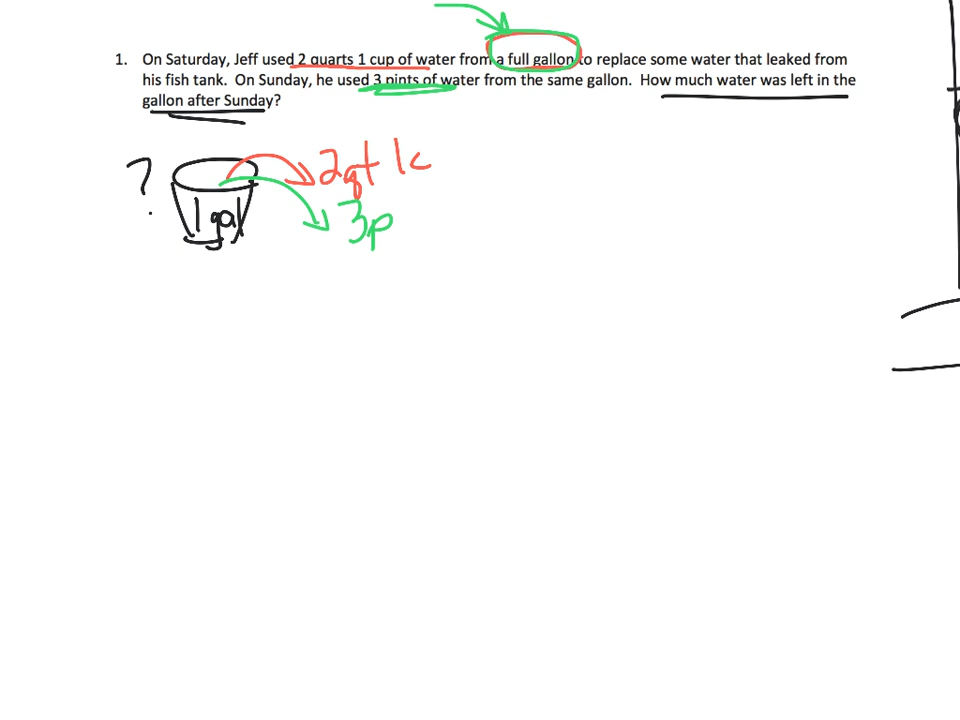 1. On Saturday, Jeff used 2 quarts 1 cup of water from a full gallon to replace some water that leaked from
his fish tank. On Sunday, he used 3 pints of water from the same gallon. How much water was left in the
gallon after Sunday?
? 2qt 1c
1 gal 3p